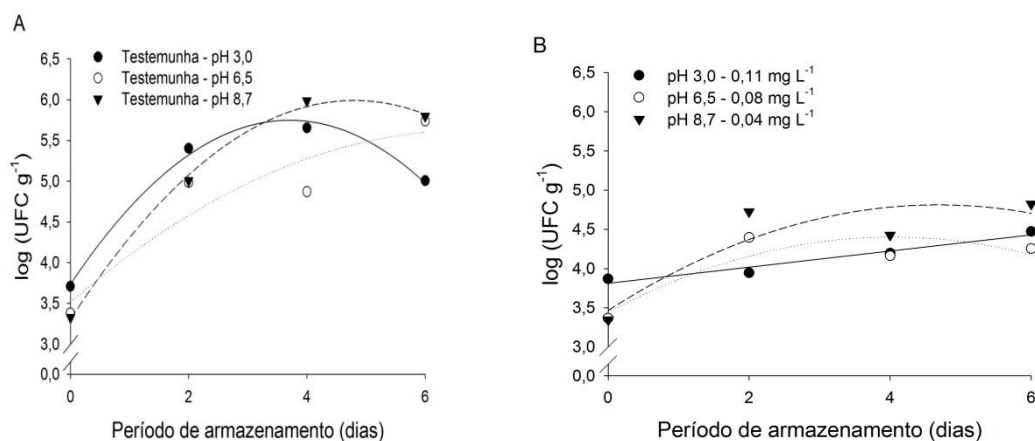 A
6,5
6,0
5,5
5,0
4,5
4,0
3,5
3,0
0,0
log (UFC g⁻¹)
Testemunha - pH 3,0
Testemunha - pH 6,5
Testemunha - pH 8,7
0 2 4 6
Período de armazenamento (dias)
B
6,5
6,0
5,5
5,0
4,5
4,0
3,5
3,0
0,0
log (UFC g⁻¹)
pH 3,0 - 0,11 mg L⁻¹
pH 6,5 - 0,08 mg L⁻¹
pH 8,7 - 0,04 mg L⁻¹
0 2 4 6
Período de armazenamento (dias)